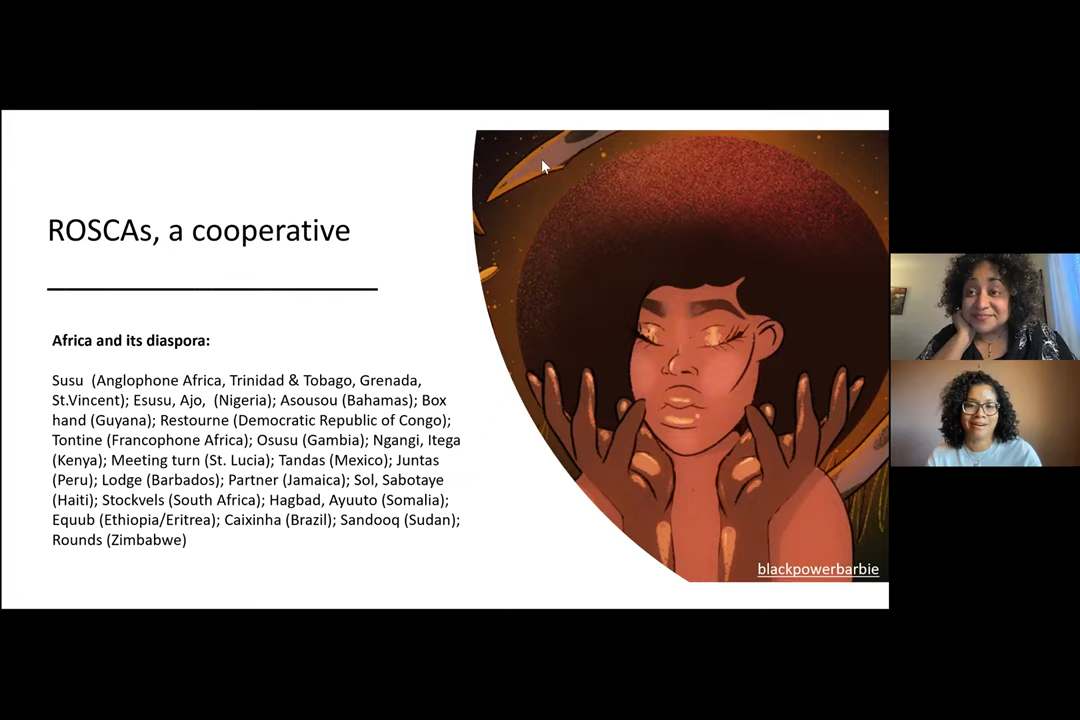 ROSCAs, a cooperative
Africa and its diaspora:
Susu  (Anglophone Africa, Trinidad & Tobago, Grenada,
St.Vincent); Esusu, Ajo,  (Nigeria); Asousou (Bahamas); Box
hand (Guyana); Restourne (Democratic Republic of Congo);
Tontine (Francophone Africa); Osusu (Gambia); Ngangi, Itega
(Kenya); Meeting turn (St. Lucia); Tandas (Mexico); Juntas
(Peru); Lodge (Barbados); Partner (Jamaica); Sol, Sabotaye
(Haiti); Stockvels (South Africa); Hagbad, Ayuuto (Somalia);
Equub (Ethiopia/Eritrea); Caixinha (Brazil); Sandooq (Sudan);
Rounds (Zimbabwe)
blackpowerbarbie